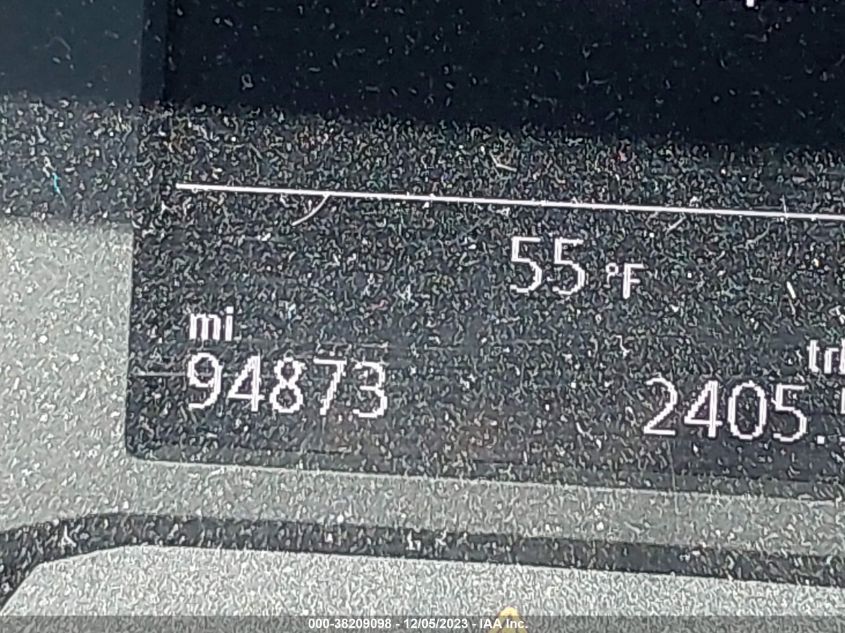 55 °F
mi
94873 2405.
000-38209098 - 12/05/2023 - IAA Inc.